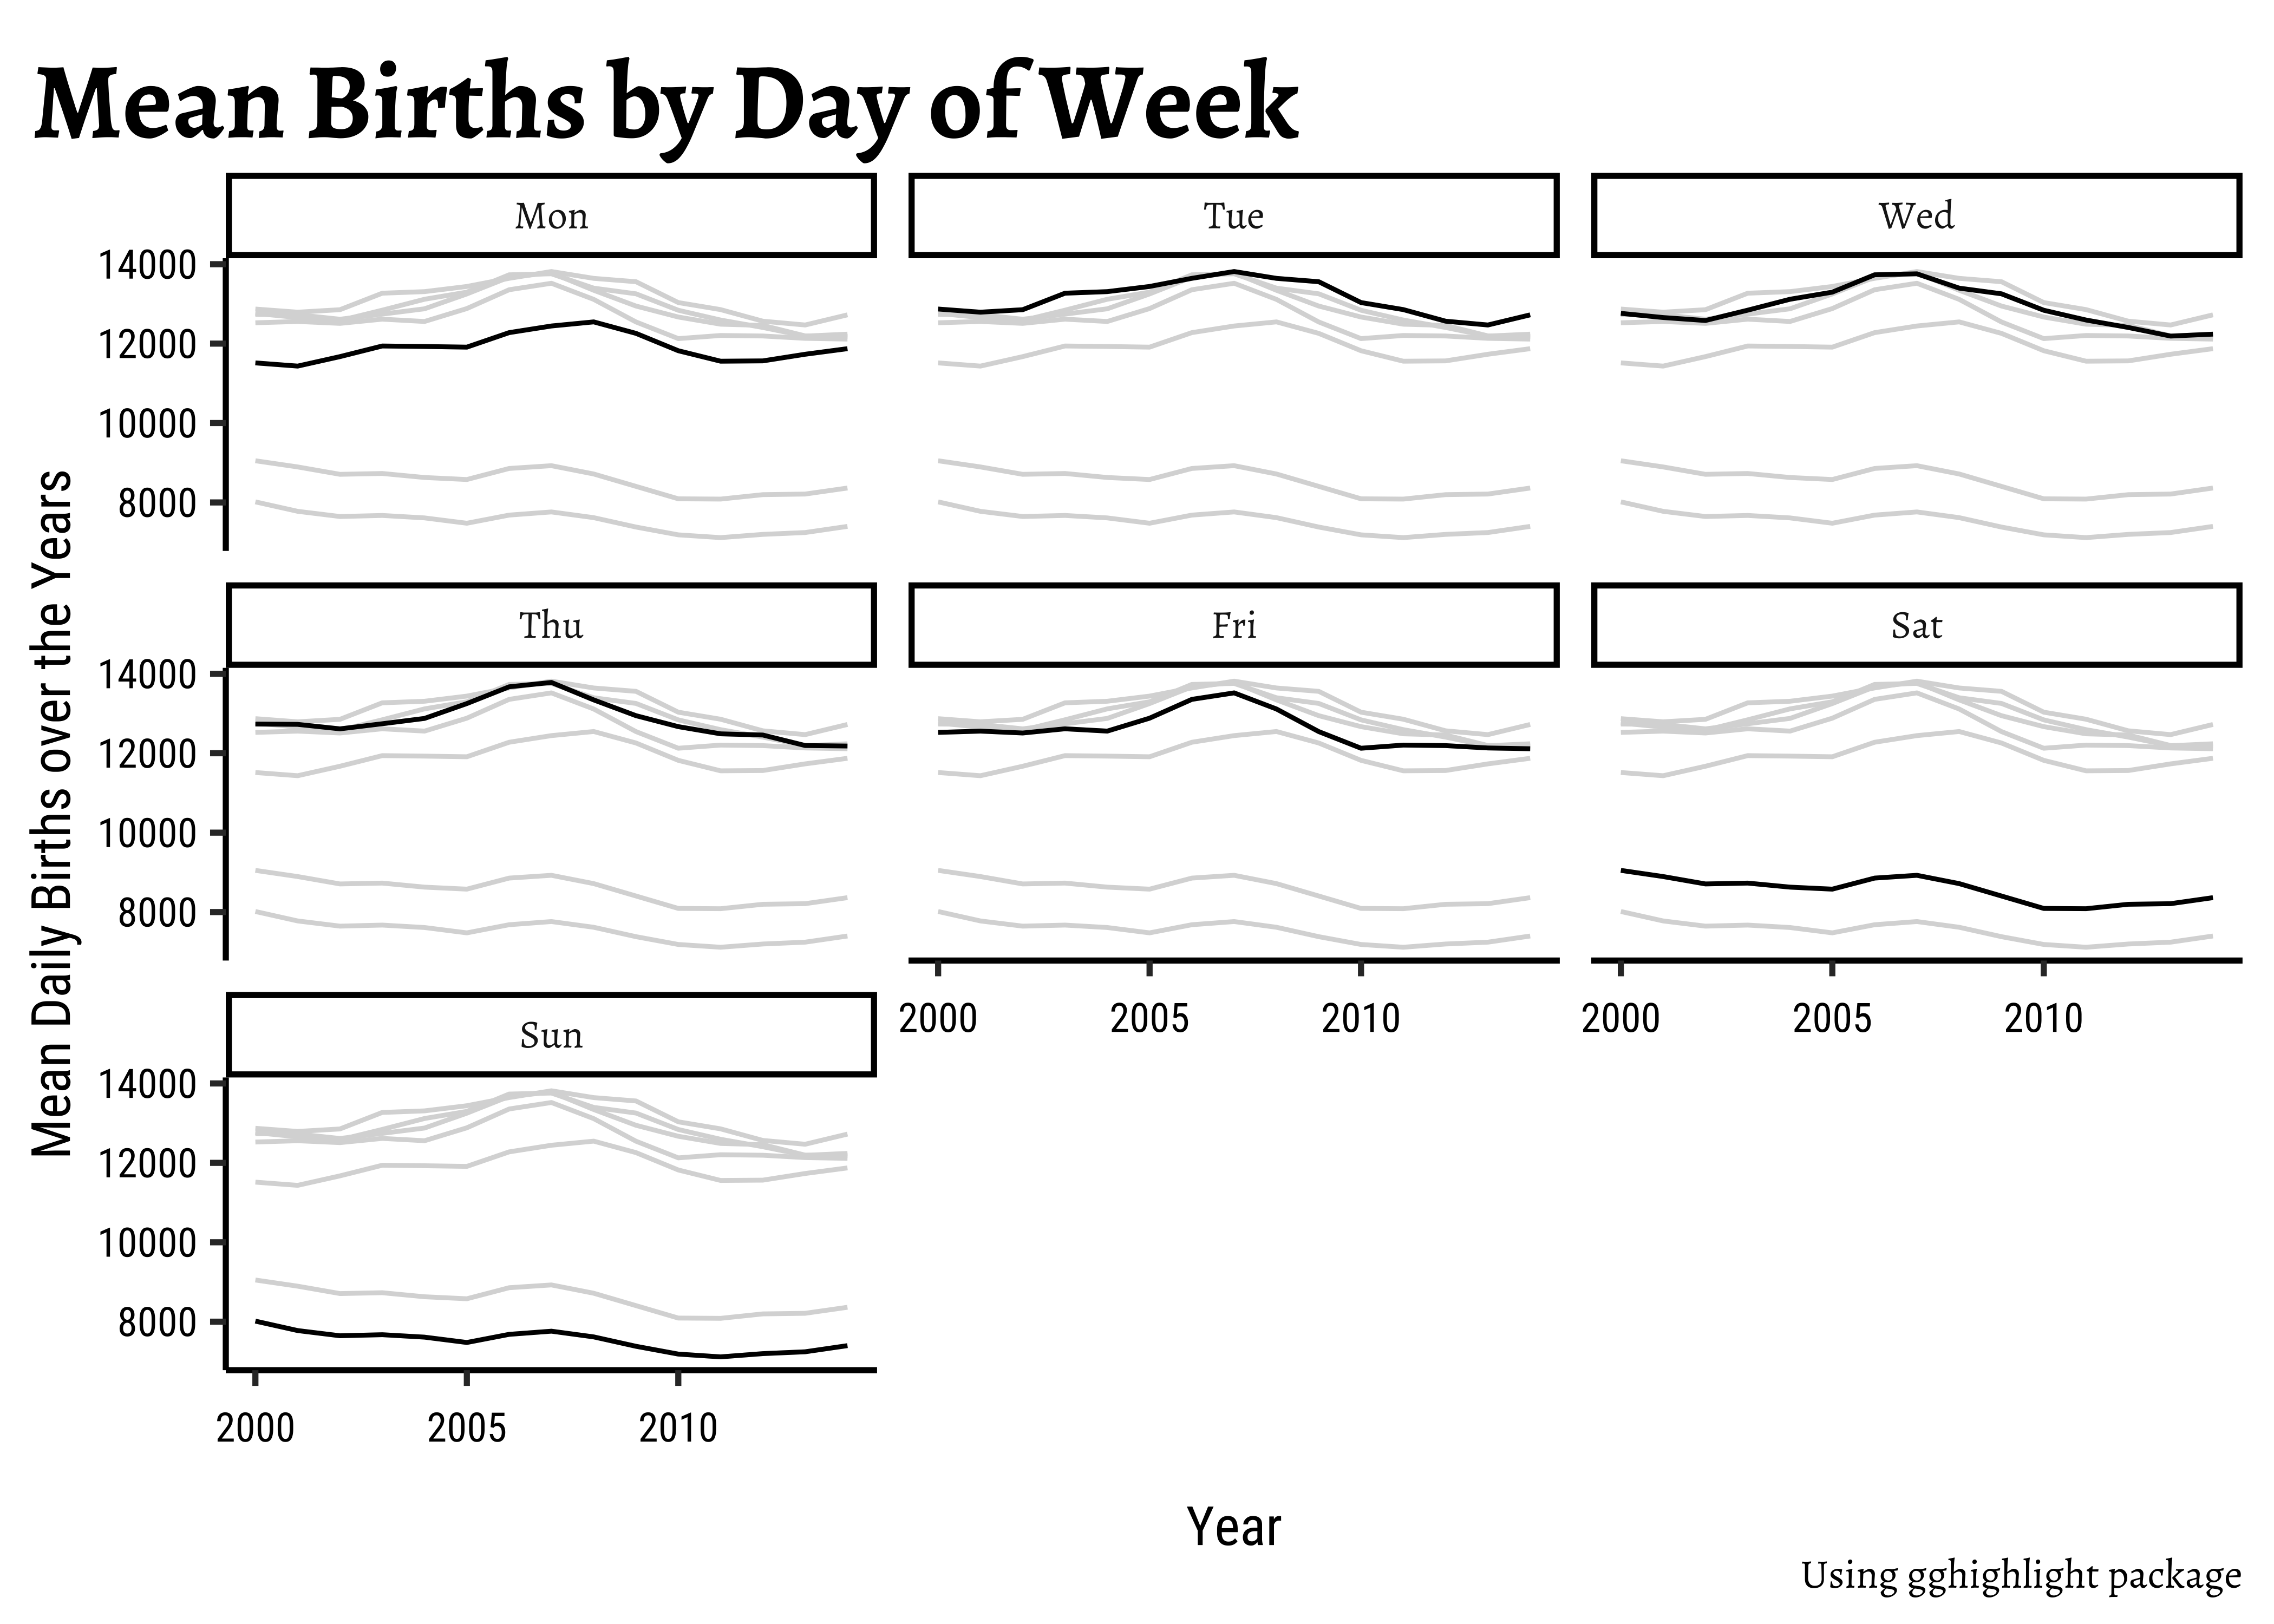 Mean Births by Day of Week
Mon
Tue
Wed
14000
12000
10000
8000
Mean Daily Births over the Years
Thu
Fri
Sat
14000
12000
10000
8000
2000 2005 2010
2000 2005 2010
Sun
14000
12000
10000
8000
2000 2005 2010
Year
Using gghighlight package